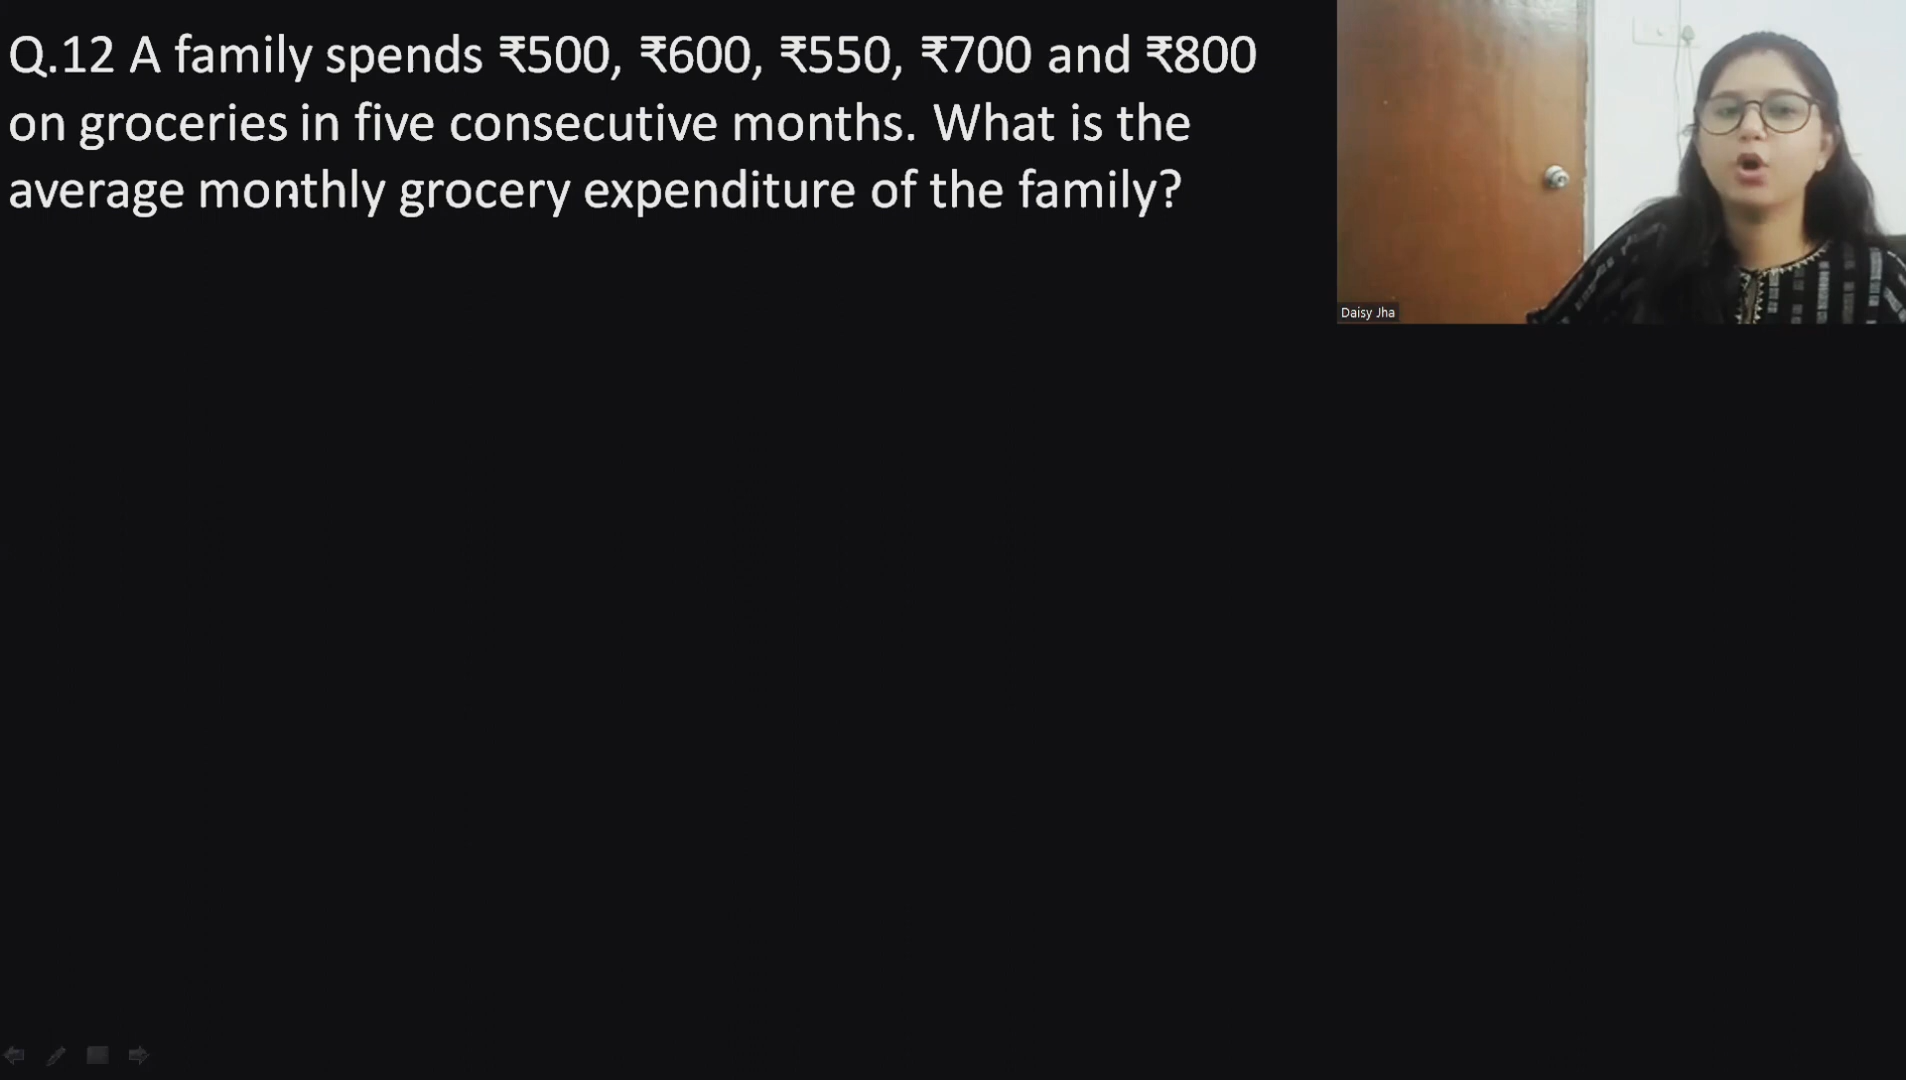 Q.12 A family spends ₹500, ₹600, ₹550, ₹700 and ₹800
on groceries in five consecutive months. What is the
average monthly grocery expenditure of the family?
Daisy Jha